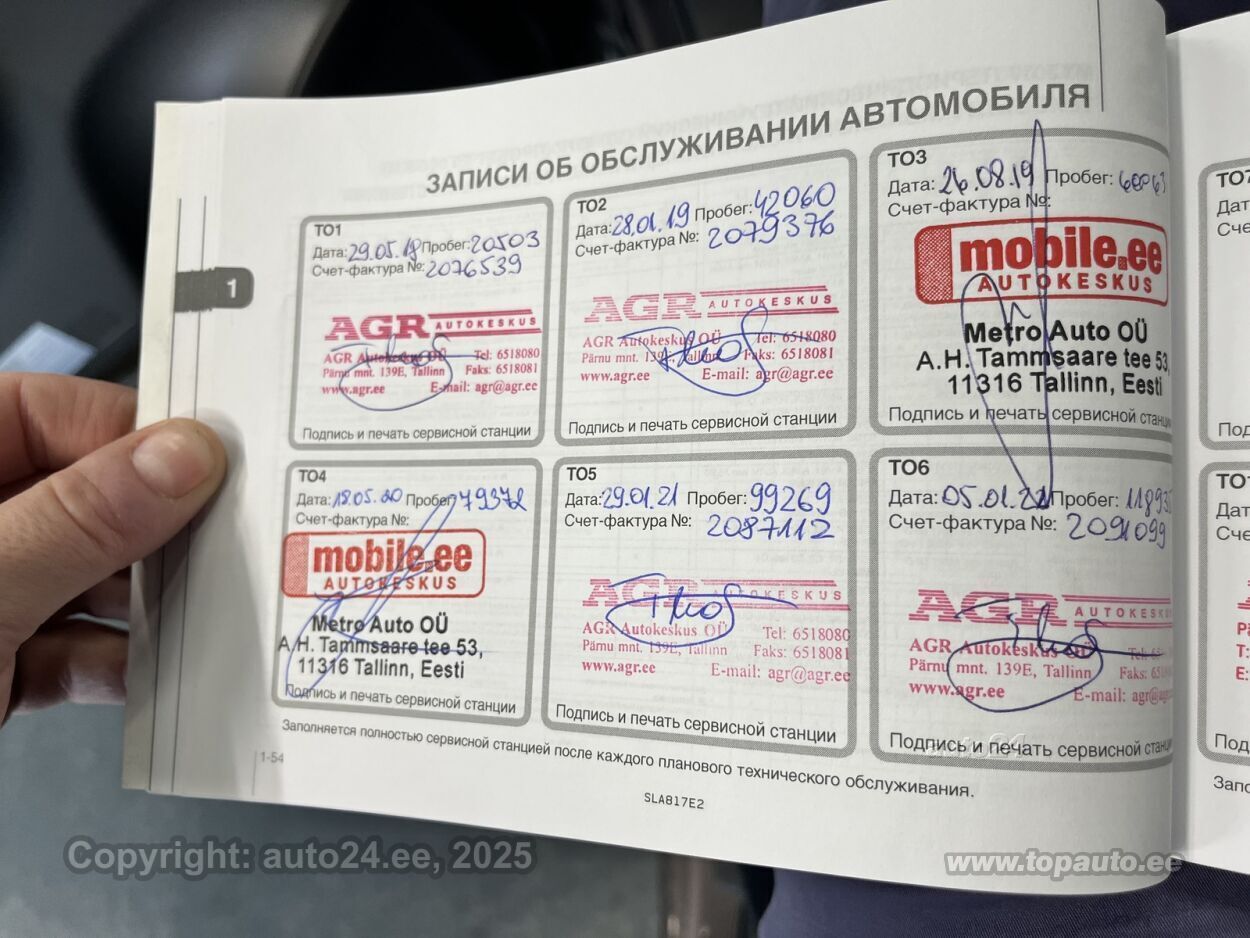 ЗАПИСИ ОБ ОБСЛУЖИВАНИИ АВТОМОБИЛЯ
1
ТО1
Дата: 29.05.18 Пробег: 20503
Счет-фактура №: 2076539
AGR AUTOKESKUS
AGR Autokeskus OÜ Tel: 6518080
Pärnu mnt. 139E, Tallinn Faks: 6518081
www.agr.ee E-mail: agr@agr.ee
Подпись и печать сервисной станции
ТО2
Дата: 28.01.19 Пробег: 42060
Счет-фактура №: 2079376
AGR AUTOKESKUS
AGR Autokeskus OÜ Tel: 6518080
Pärnu mnt. 139E, Tallinn Faks: 6518081
www.agr.ee E-mail: agr@agr.ee
Подпись и печать сервисной станции
ТО3
Дата: 26.08.19 Пробег:
Счет-фактура №:
mobile.ee
AUTOKESKUS
Metro Auto OÜ
A.H. Tammsaare tee 53,
11316 Tallinn, Eesti
Подпись и печать сервисной
ТО4
Дата: 18.05.20 Пробег: 79372
Счет-фактура №:
mobile.ee
AUTOKESKUS
Metro Auto OÜ
A.H. Tammsaare tee 53,
11316 Tallinn, Eesti
Подпись и печать сервисной станции
ТО5
Дата: 29.01.21 Пробег: 99269
Счет-фактура №: 2087112
AGR AUTOKESKUS
AGR Autokeskus OÜ Tel: 6518080
Pärnu mnt. 139E, Tallinn Faks: 6518081
www.agr.ee E-mail: agr@agr.ee
Подпись и печать сервисной станции
ТО6
Дата: 05.01.22 Пробег:
Счет-фактура №: 2091099
AGR AUTOKESKUS
AGR Autokeskus OÜ
Pärnu mnt. 139E, Tallinn Faks:
www.agr.ee E-mail:
Подпись и печать сервисной
Заполняется полностью сервисной станцией после каждого планового технического обслуживания.
1-54
SLA817E2
Copyright: auto24.ee, 2025
www.topauto.ee